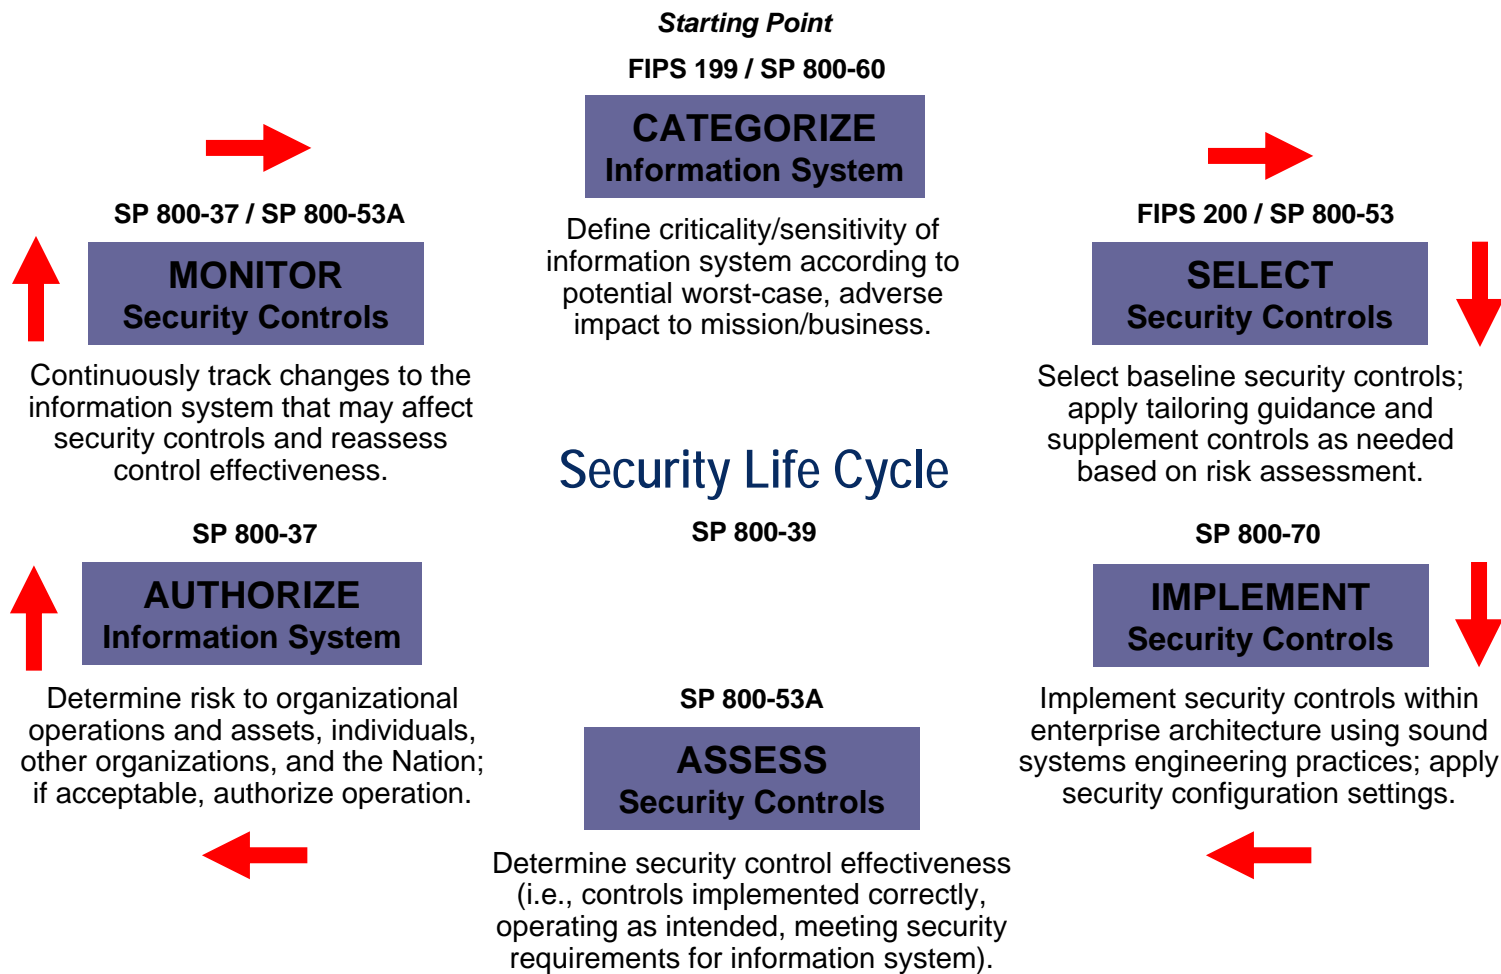 Starting Point
FIPS 199 / SP 800-60
CATEGORIZE
Information System
Define criticality/sensitivity of
information system according to
potential worst-case, adverse
impact to mission/business.
FIPS 200 / SP 800-53
SELECT
Security Controls
Select baseline security controls;
apply tailoring guidance and
supplement controls as needed
based on risk assessment.
SP 800-70
IMPLEMENT
Security Controls
Implement security controls within
enterprise architecture using sound
systems engineering practices; apply
security configuration settings.
SP 800-53A
ASSESS
Security Controls
Determine security control effectiveness
(i.e., controls implemented correctly,
operating as intended, meeting security
requirements for information system).
SP 800-37
AUTHORIZE
Information System
Determine risk to organizational
operations and assets, individuals,
other organizations, and the Nation;
if acceptable, authorize operation.
SP 800-37 / SP 800-53A
MONITOR
Security Controls
Continuously track changes to the
information system that may affect
security controls and reassess
control effectiveness.
Security Life Cycle
SP 800-39